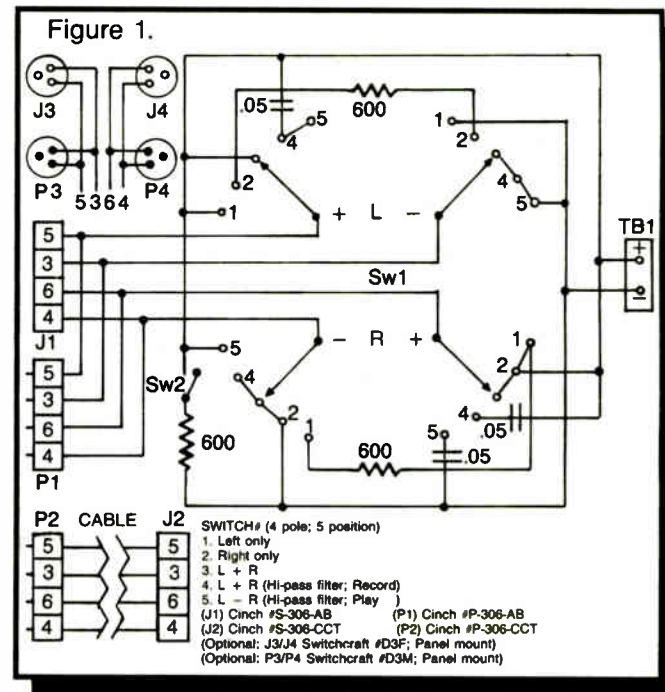 Figure 1.
J3
J4
P3
5 3 6 4
P4
.05
600
5
4
1
2
2
1
4
5
+ L -
TB1
+
-
5
3
6
4
J1
Sw1
- R +
5
3
6
4
P1
Sw2
600
5
4
2
1
600
5
.05
4
.05
1
2
P2 CABLE J2
5 5
3 3
6 6
4 4
SWITCH# (4 pole; 5 position)
1. Left only
2. Right only
3. L + R
4. L + R (Hi-pass filter; Record)
5. L - R (Hi-pass filter; Play )
(J1) Cinch #S-306-AB (P1) Cinch #P-306-AB
(J2) Cinch #S-306-CCT (P2) Cinch #P-306-CCT
(Optional: J3/J4 Switchcraft #D3F; Panel mount)
(Optional: P3/P4 Switchcraft #D3M; Panel mount)